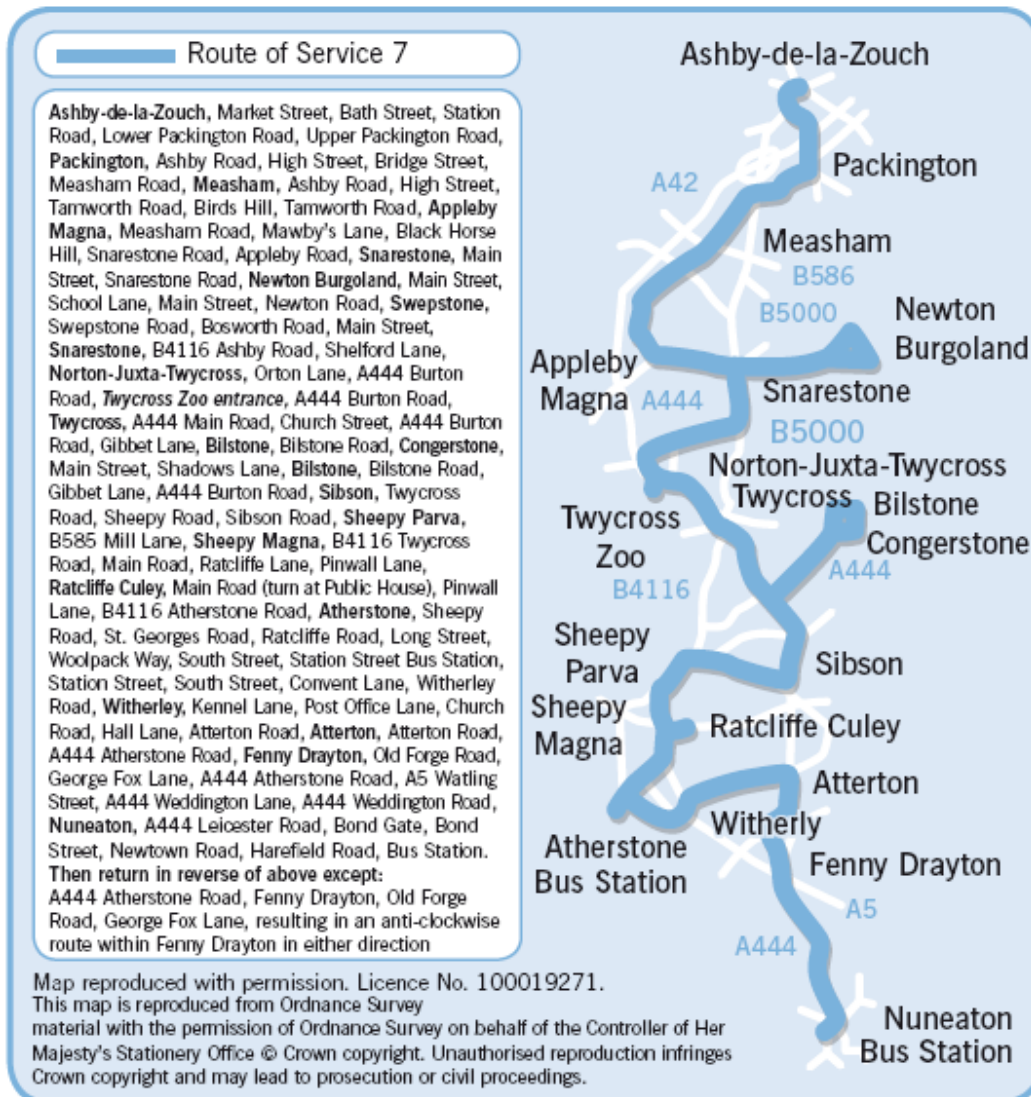 Route of Service 7
Ashby-de-la-Zouch, Market Street, Bath Street, Station
Road, Lower Packington Road, Upper Packington Road,
Packington, Ashby Road, High Street, Bridge Street,
Measham Road, Measham, Ashby Road, High Street,
Tamworth Road, Birds Hill, Tamworth Road, Appleby
Magna, Measham Road, Mawby's Lane, Black Horse
Hill, Snarestone Road, Appleby Road, Snarestone, Main
Street, Snarestone Road, Newton Burgoland, Main Street,
School Lane, Main Street, Newton Road, Swepstone,
Swepstone Road, Bosworth Road, Main Street,
Snarestone, B4116 Ashby Road, Shelford Lane,
Norton-Juxta-Twycross, Orton Lane, A444 Burton
Road, Twycross Zoo entrance, A444 Burton Road,
Twycross, A444 Main Road, Church Street, A444 Burton
Road, Gibbet Lane, Bilstone, Bilstone Road, Congerstone,
Main Street, Shadows Lane, Bilstone, Bilstone Road,
Gibbet Lane, A444 Burton Road, Sibson, Twycross
Road, Sheepy Road, Sibson Road, Sheepy Parva,
B585 Mill Lane, Sheepy Magna, B4116 Twycross
Road, Main Road, Ratcliffe Lane, Pinwall Lane,
Ratcliffe Culey, Main Road (turn at Public House), Pinwall
Lane, B4116 Atherstone Road, Atherstone, Sheepy
Road, St. Georges Road, Ratcliffe Road, Long Street,
Woolpack Way, South Street, Station Street Bus Station,
Station Street, South Street, Convent Lane, Witherley
Road, Witherley, Kennel Lane, Post Office Lane, Church
Road, Hall Lane, Atterton Road, Atterton, Atterton Road,
A444 Atherstone Road, Fenny Drayton, Old Forge Road,
George Fox Lane, A444 Atherstone Road, A5 Watling
Street, A444 Weddington Lane, A444 Weddington Road,
Nuneaton, A444 Leicester Road, Bond Gate, Bond
Street, Newtown Road, Harefield Road, Bus Station.
Then return in reverse of above except:
A444 Atherstone Road, Fenny Drayton, Old Forge
Road, George Fox Lane, resulting in an anti-clockwise
route within Fenny Drayton in either direction
Ashby-de-la-Zouch
Packington
A42
Measham
B586
B5000
Newton
Burgoland
Appleby
Magna
A444
Snarestone
B5000
Norton-Juxta-Twycross
Twycross
Bilstone
Congerstone
A444
Twycross
Zoo
B4116
Sheepy
Parva
Sibson
Sheepy
Magna
Ratcliffe Culey
Atterton
Witherly
Atherstone
Bus Station
Fenny Drayton
A5
A444
Nuneaton
Bus Station
Map reproduced with permission. Licence No. 100019271.
This map is reproduced from Ordnance Survey
material with the permission of Ordnance Survey on behalf of the Controller of Her
Majesty's Stationery Office © Crown copyright. Unauthorised reproduction infringes
Crown copyright and may lead to prosecution or civil proceedings.